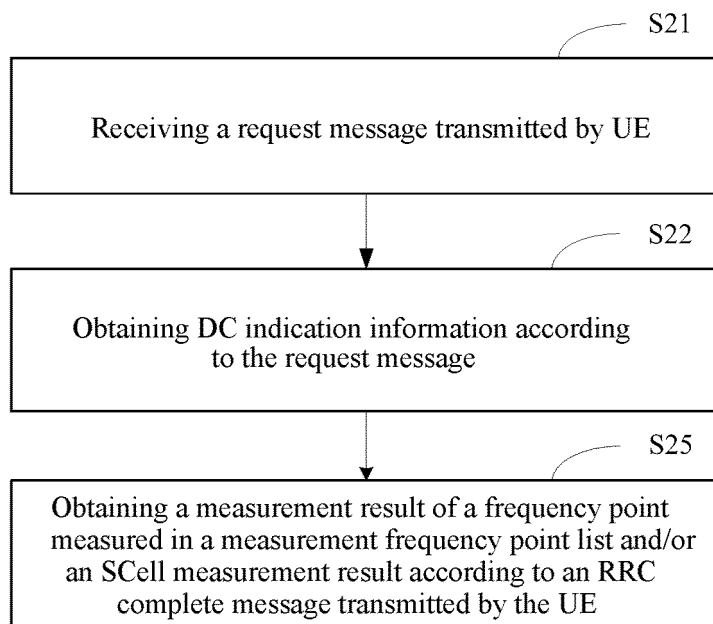 S21
Receiving a request message transmitted by UE
S22
Obtaining DC indication information according
to the request message
S25
Obtaining a measurement result of a frequency point
measured in a measurement frequency point list and/or
an SCell measurement result according to an RRC
complete message transmitted by the UE